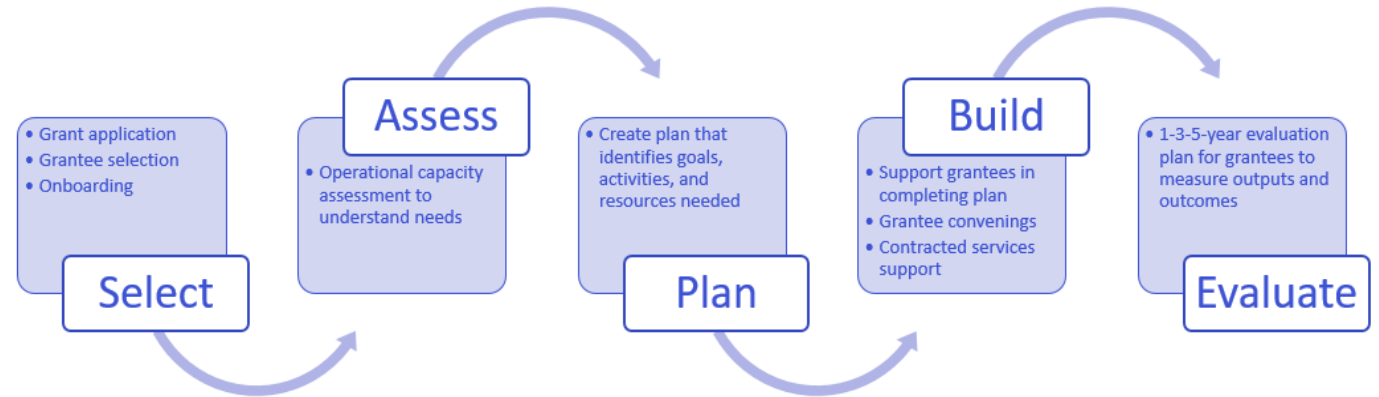 • Grant application
• Grantee selection
• Onboarding
Select
Assess
• Operational capacity
assessment to
understand needs
• Create plan that
identifies goals,
activities, and
resources needed
Plan
Build
• Support grantees in
completing plan
• Grantee convenings
• Contracted services
support
• 1-3-5-year evaluation
plan for grantees to
measure outputs and
outcomes
Evaluate